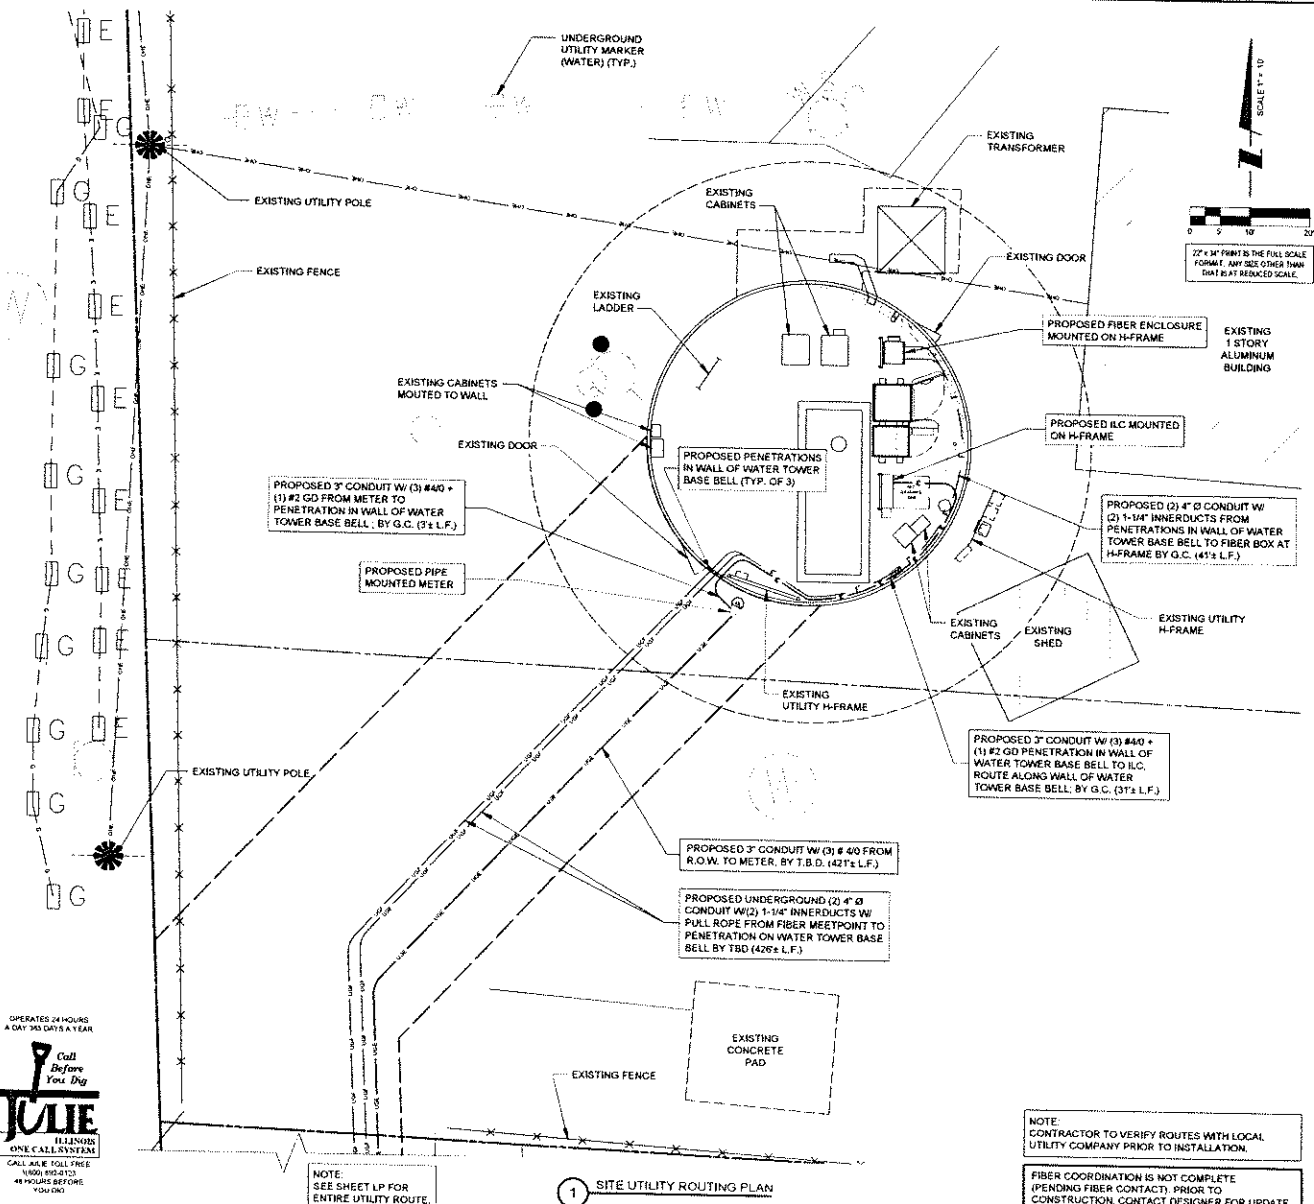 UNDERGROUND
UTILITY MARKER
(WATER) (TYP.)
E
E
G
G
E
E
G
E
G
E
G
E
G
E
G
E
G
G
EW
EW
EW
EW
W
W
SCALE 1" = 10'
0
5'
10'
20'
22" x 34" PRINT IS THE FULL SCALE
FORMAT. ANY SIZE OTHER THAN
THAT IS AT REDUCED SCALE.
EXISTING
TRANSFORMER
EXISTING
CABINETS
EXISTING UTILITY POLE
EXISTING FENCE
EXISTING DOOR
EXISTING
LADDER
PROPOSED FIBER ENCLOSURE
MOUNTED ON H-FRAME
EXISTING
1 STORY
ALUMINUM
BUILDING
EXISTING CABINETS
MOUTED TO WALL
EXISTING DOOR
PROPOSED ILC MOUNTED
ON H-FRAME
PROPOSED PENETRATIONS
IN WALL OF WATER TOWER
BASE BELL (TYP. OF 3)
PROPOSED 3" CONDUIT W/ (3) #4/0 +
(1) #2 GD FROM METER TO
PENETRATION IN WALL OF WATER
TOWER BASE BELL ; BY G.C. (3'± L.F.)
PROPOSED (2) 4" Ø CONDUIT W/
(2) 1-1/4" INNERDUCTS FROM
PENETRATIONS IN WALL OF WATER
TOWER BASE BELL TO FIBER BOX AT
H-FRAME BY G.C. (41'± L.F.)
PROPOSED PIPE
MOUNTED METER
EXISTING
CABINETS
EXISTING
SHED
EXISTING UTILITY
H-FRAME
EXISTING
UTILITY H-FRAME
PROPOSED 3" CONDUIT W/ (3) #4/0 +
(1) #2 GD PENETRATION IN WALL OF
WATER TOWER BASE BELL TO ILC,
ROUTE ALONG WALL OF WATER
TOWER BASE BELL; BY G.C. (31'± L.F.)
EXISTING UTILITY POLE
PROPOSED 3" CONDUIT W/ (3) # 4/0 FROM
R.O.W. TO METER, BY T.B.D. (421'± L.F.)
PROPOSED UNDERGROUND (2) 4" Ø
CONDUIT W/(2) 1-1/4" INNERDUCTS W/
PULL ROPE FROM FIBER MEETPOINT TO
PENETRATION ON WATER TOWER BASE
BELL BY TBD (426'± L.F.)
EXISTING
CONCRETE
PAD
EXISTING FENCE
OPERATES 24 HOURS
A DAY 365 DAYS A YEAR
Call
Before
You Dig
JULIE
ILLINOIS
ONE CALL SYSTEM
CALL JULIE TOLL FREE
1(800) 892-0123
48 HOURS BEFORE
YOU DIG
NOTE:
SEE SHEET LP FOR
ENTIRE UTILITY ROUTE.
1
SITE UTILITY ROUTING PLAN
NOTE:
CONTRACTOR TO VERIFY ROUTES WITH LOCAL
UTILITY COMPANY PRIOR TO INSTALLATION.
FIBER COORDINATION IS NOT COMPLETE
(PENDING FIBER CONTACT). PRIOR TO
CONSTRUCTION, CONTACT DESIGNER FOR UPDATE